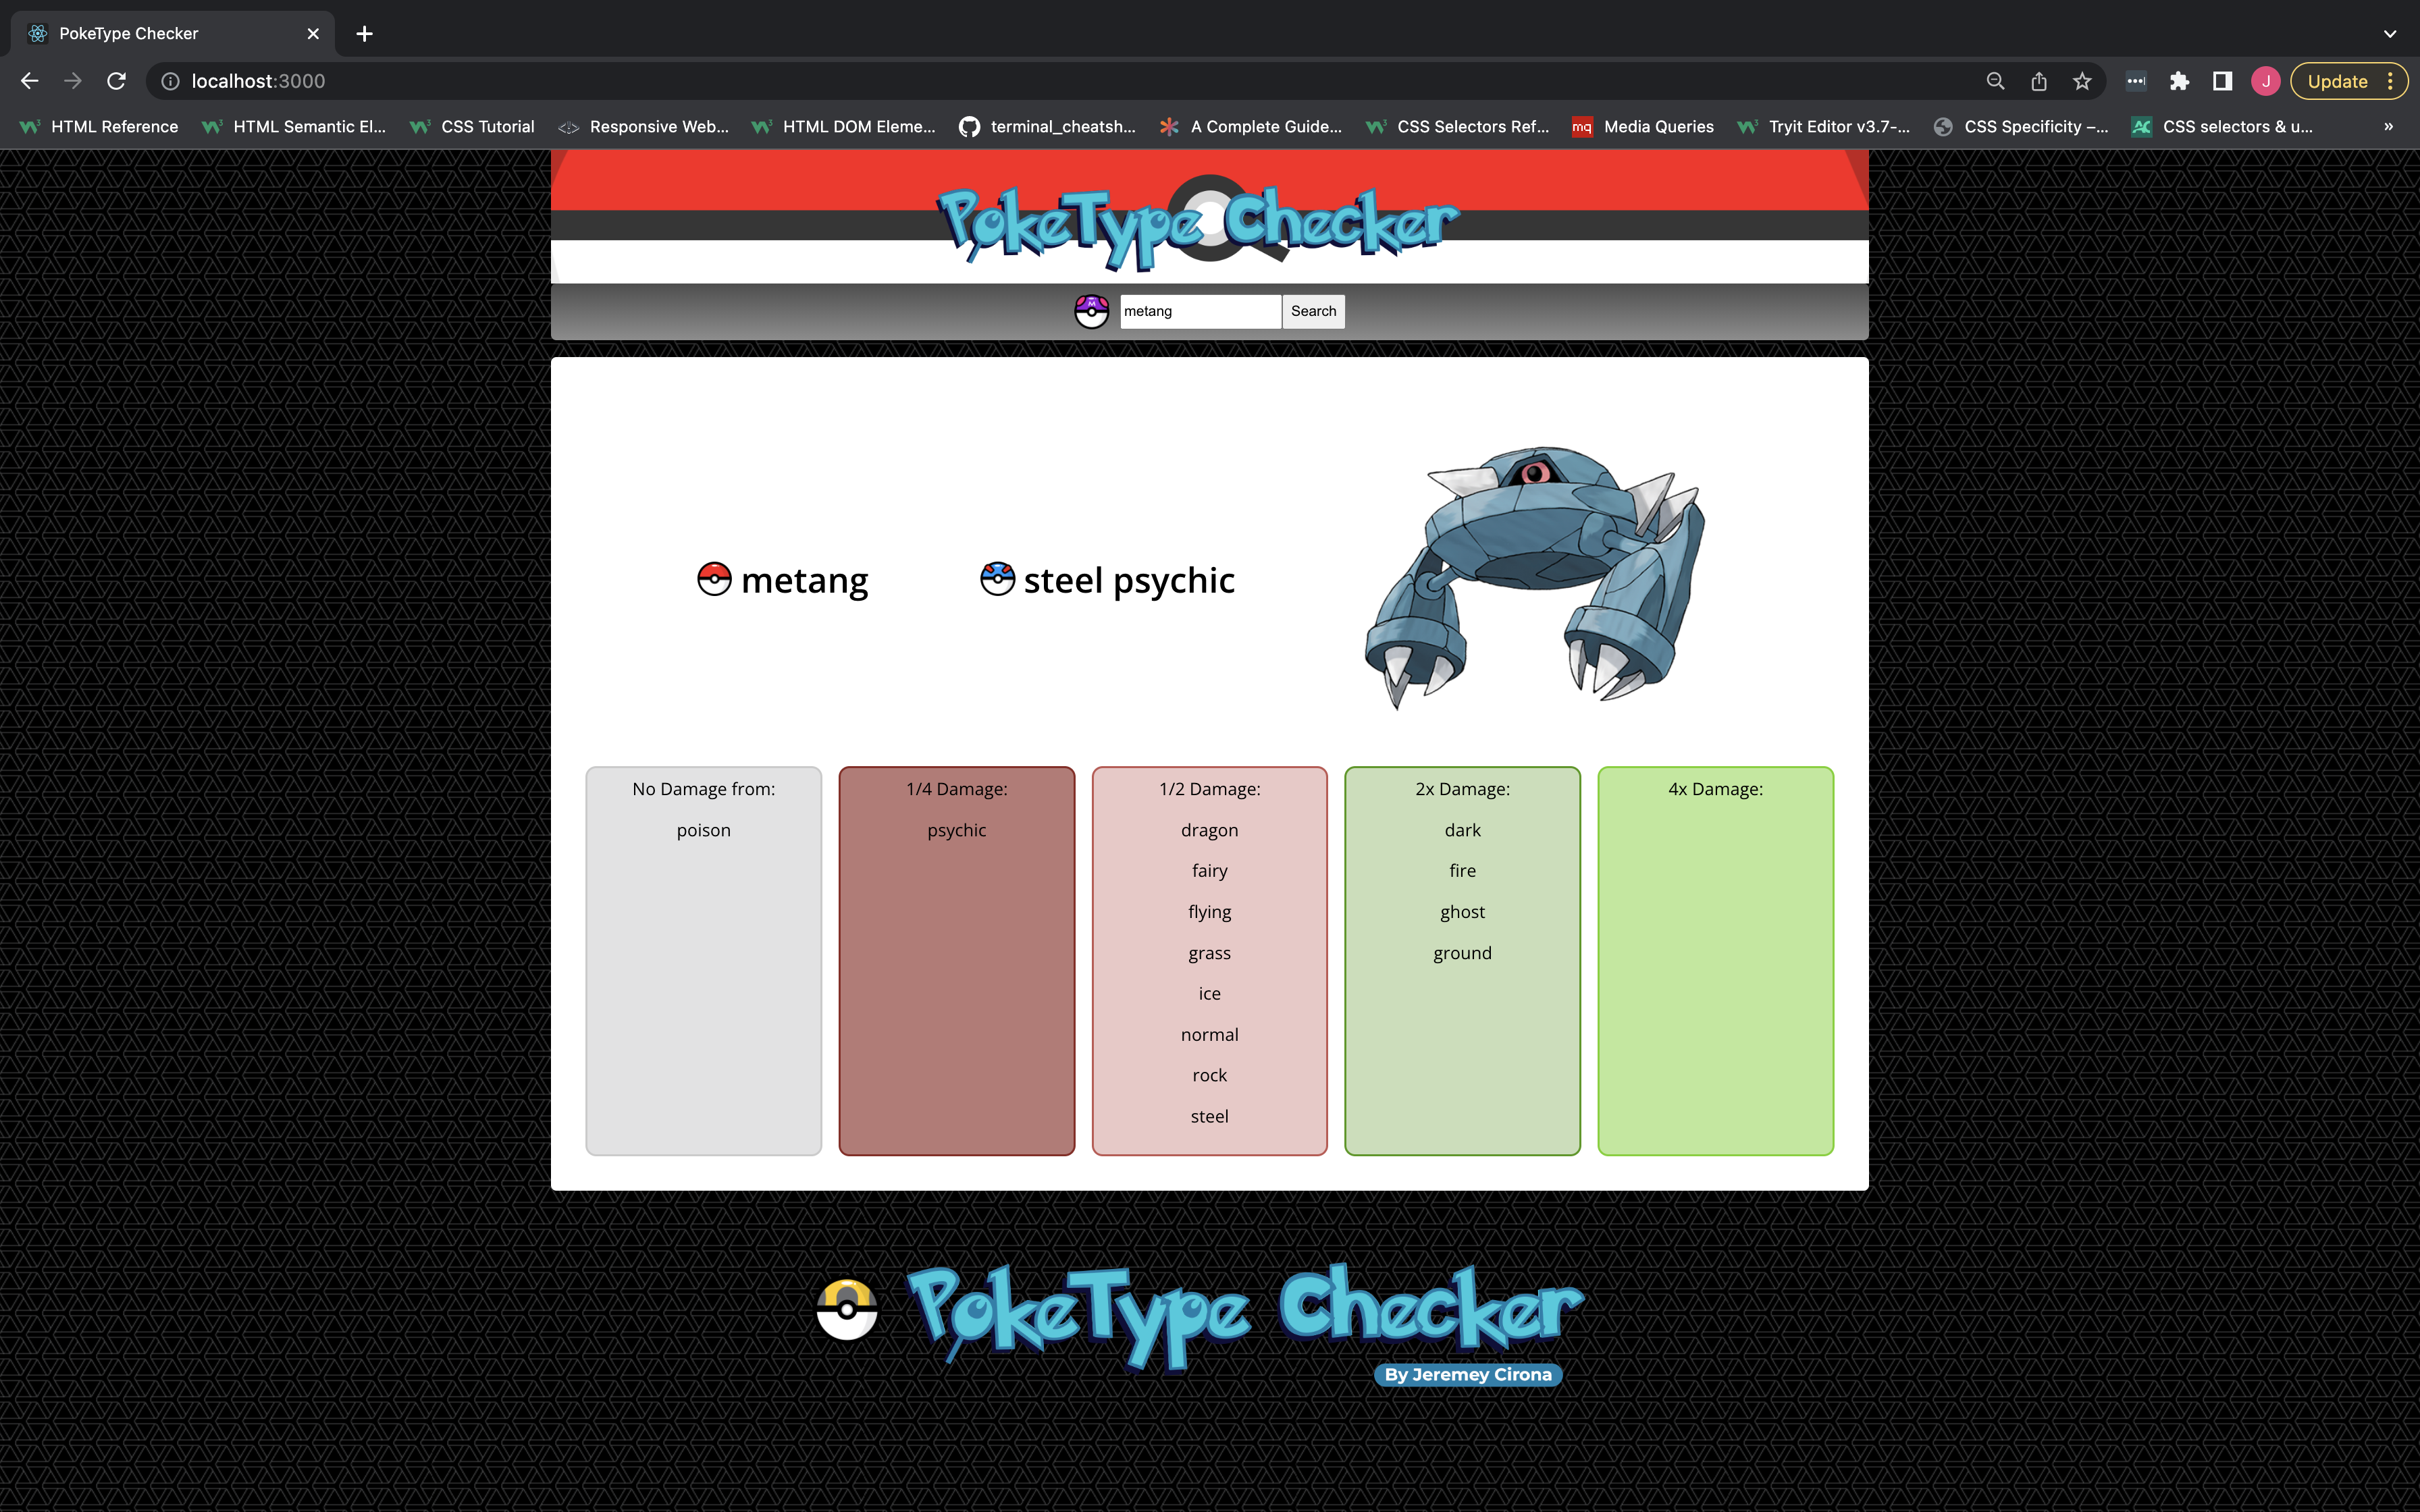 PokeType Checker
localhost:3000
J
Update
HTML Reference
HTML Semantic El...
CSS Tutorial
Responsive Web...
HTML DOM Eleme...
terminal_cheatsh...
A Complete Guide...
CSS Selectors Ref...
mq
Media Queries
Tryit Editor v3.7-...
CSS Specificity –...
CSS selectors & u...
»
PokeType Checker
M
metang
Search
metang
steel psychic
No Damage from:
poison
1/4 Damage:
psychic
1/2 Damage:
dragon
fairy
flying
grass
ice
normal
rock
steel
2x Damage:
dark
fire
ghost
ground
4x Damage:
PokeType Checker
By Jeremey Cirona